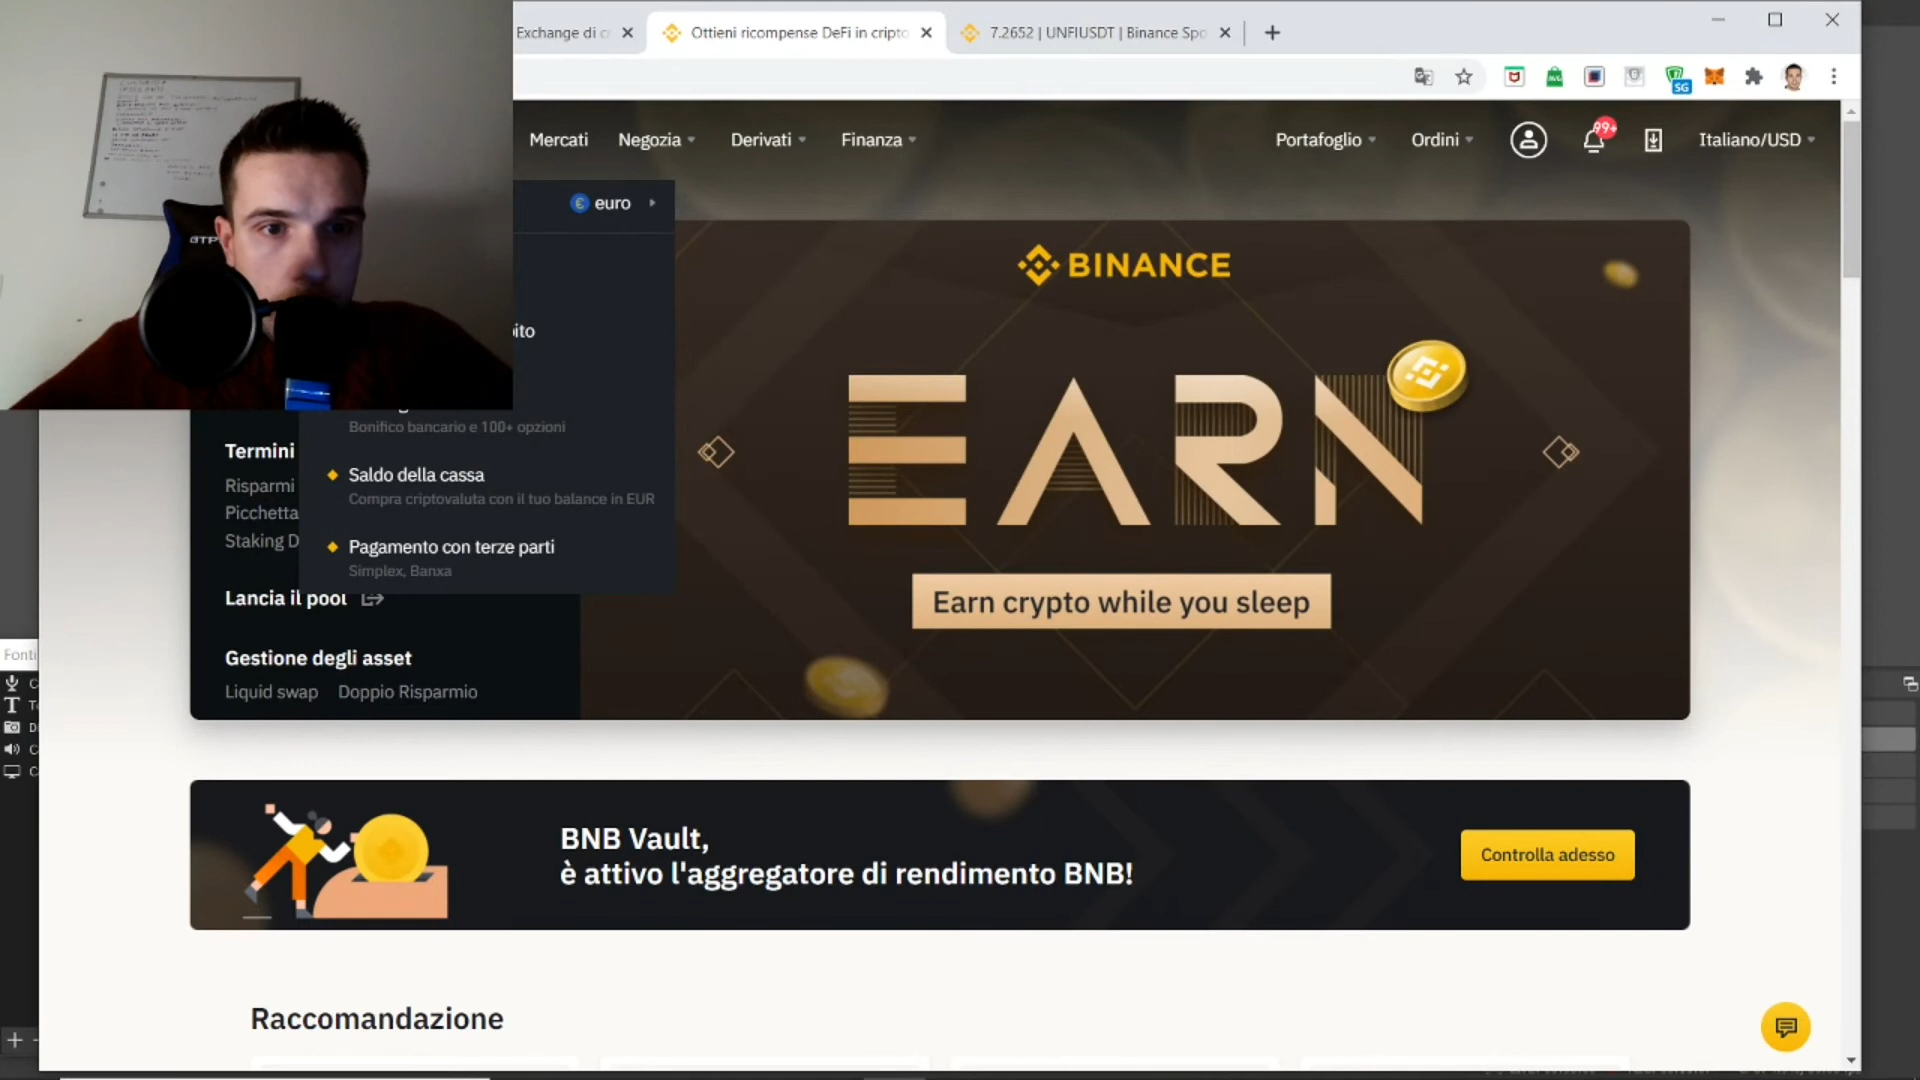 Exchange di c
Ottieni ricompense DeFi in cripto
7.2652 | UNFIUSDT | Binance Spo
SG
Mercati
Negozia
Derivati
Finanza
Portafoglio
Ordini
99+
Italiano/USD
GTP
euro
BINANCE
EARN
Earn crypto while you sleep
ito
Bonifico bancario e 100+ opzioni
Saldo della cassa
Compra criptovaluta con il tuo balance in EUR
Pagamento con terze parti
Simplex, Banxa
Termini
Risparmi
Picchetta
Staking D
Lancia il pool
Gestione degli asset
Liquid swap
Doppio Risparmio
Fonti
C
T
D
C
C
BNB Vault,
è attivo l'aggregatore di rendimento BNB!
Controlla adesso
Raccomandazione